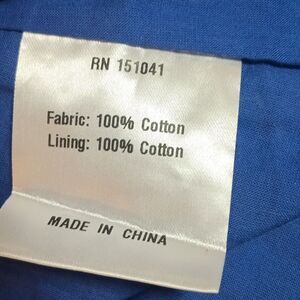 RN 151041
Fabric: 100% Cotton
Lining: 100% Cotton
MADE IN CHINA